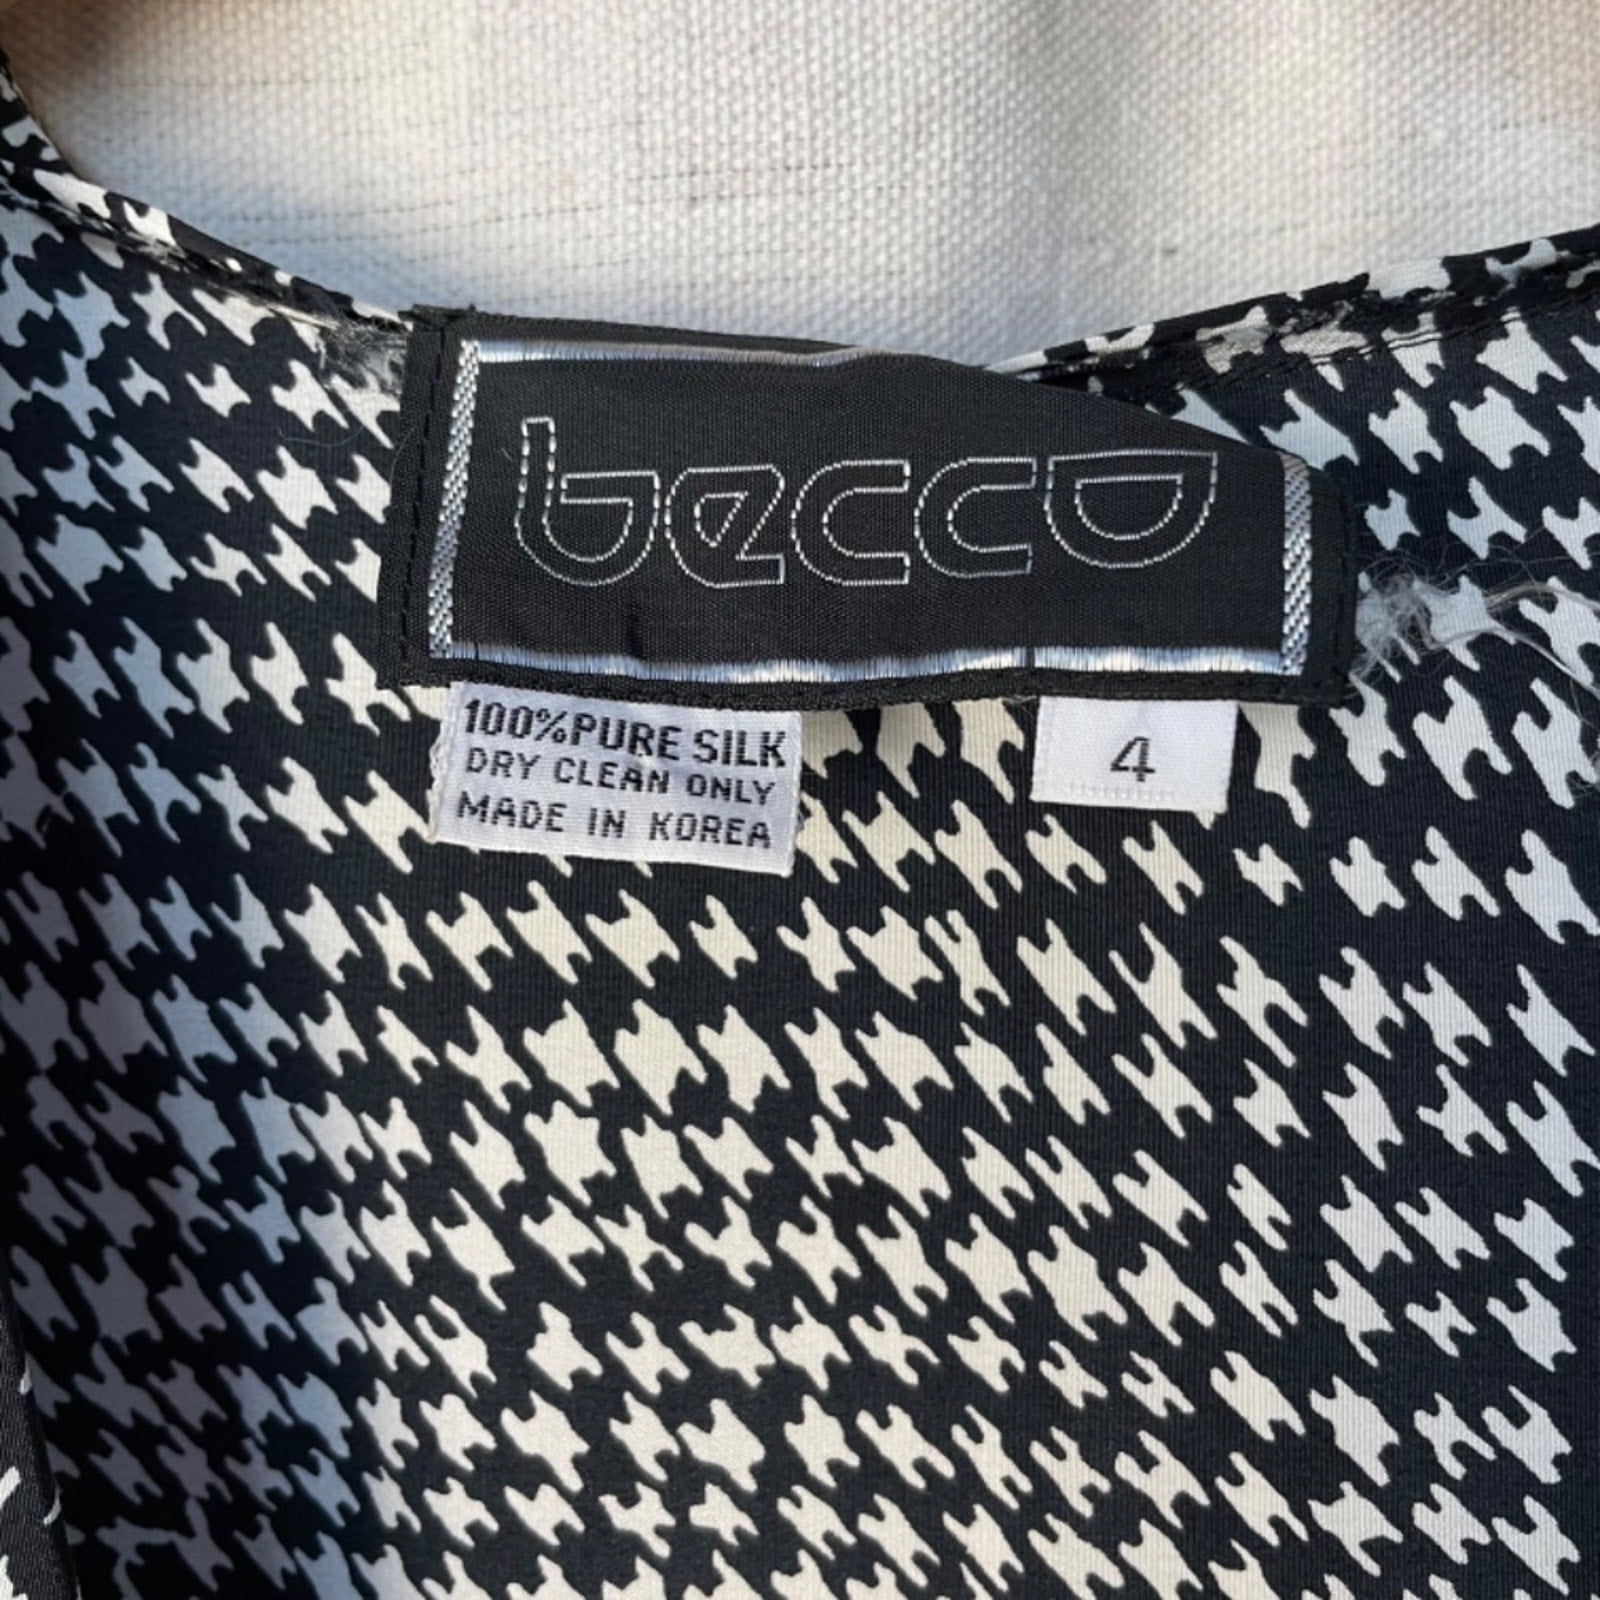 becco
100%PURE SILK
DRY CLEAN ONLY
MADE IN KOREA
4